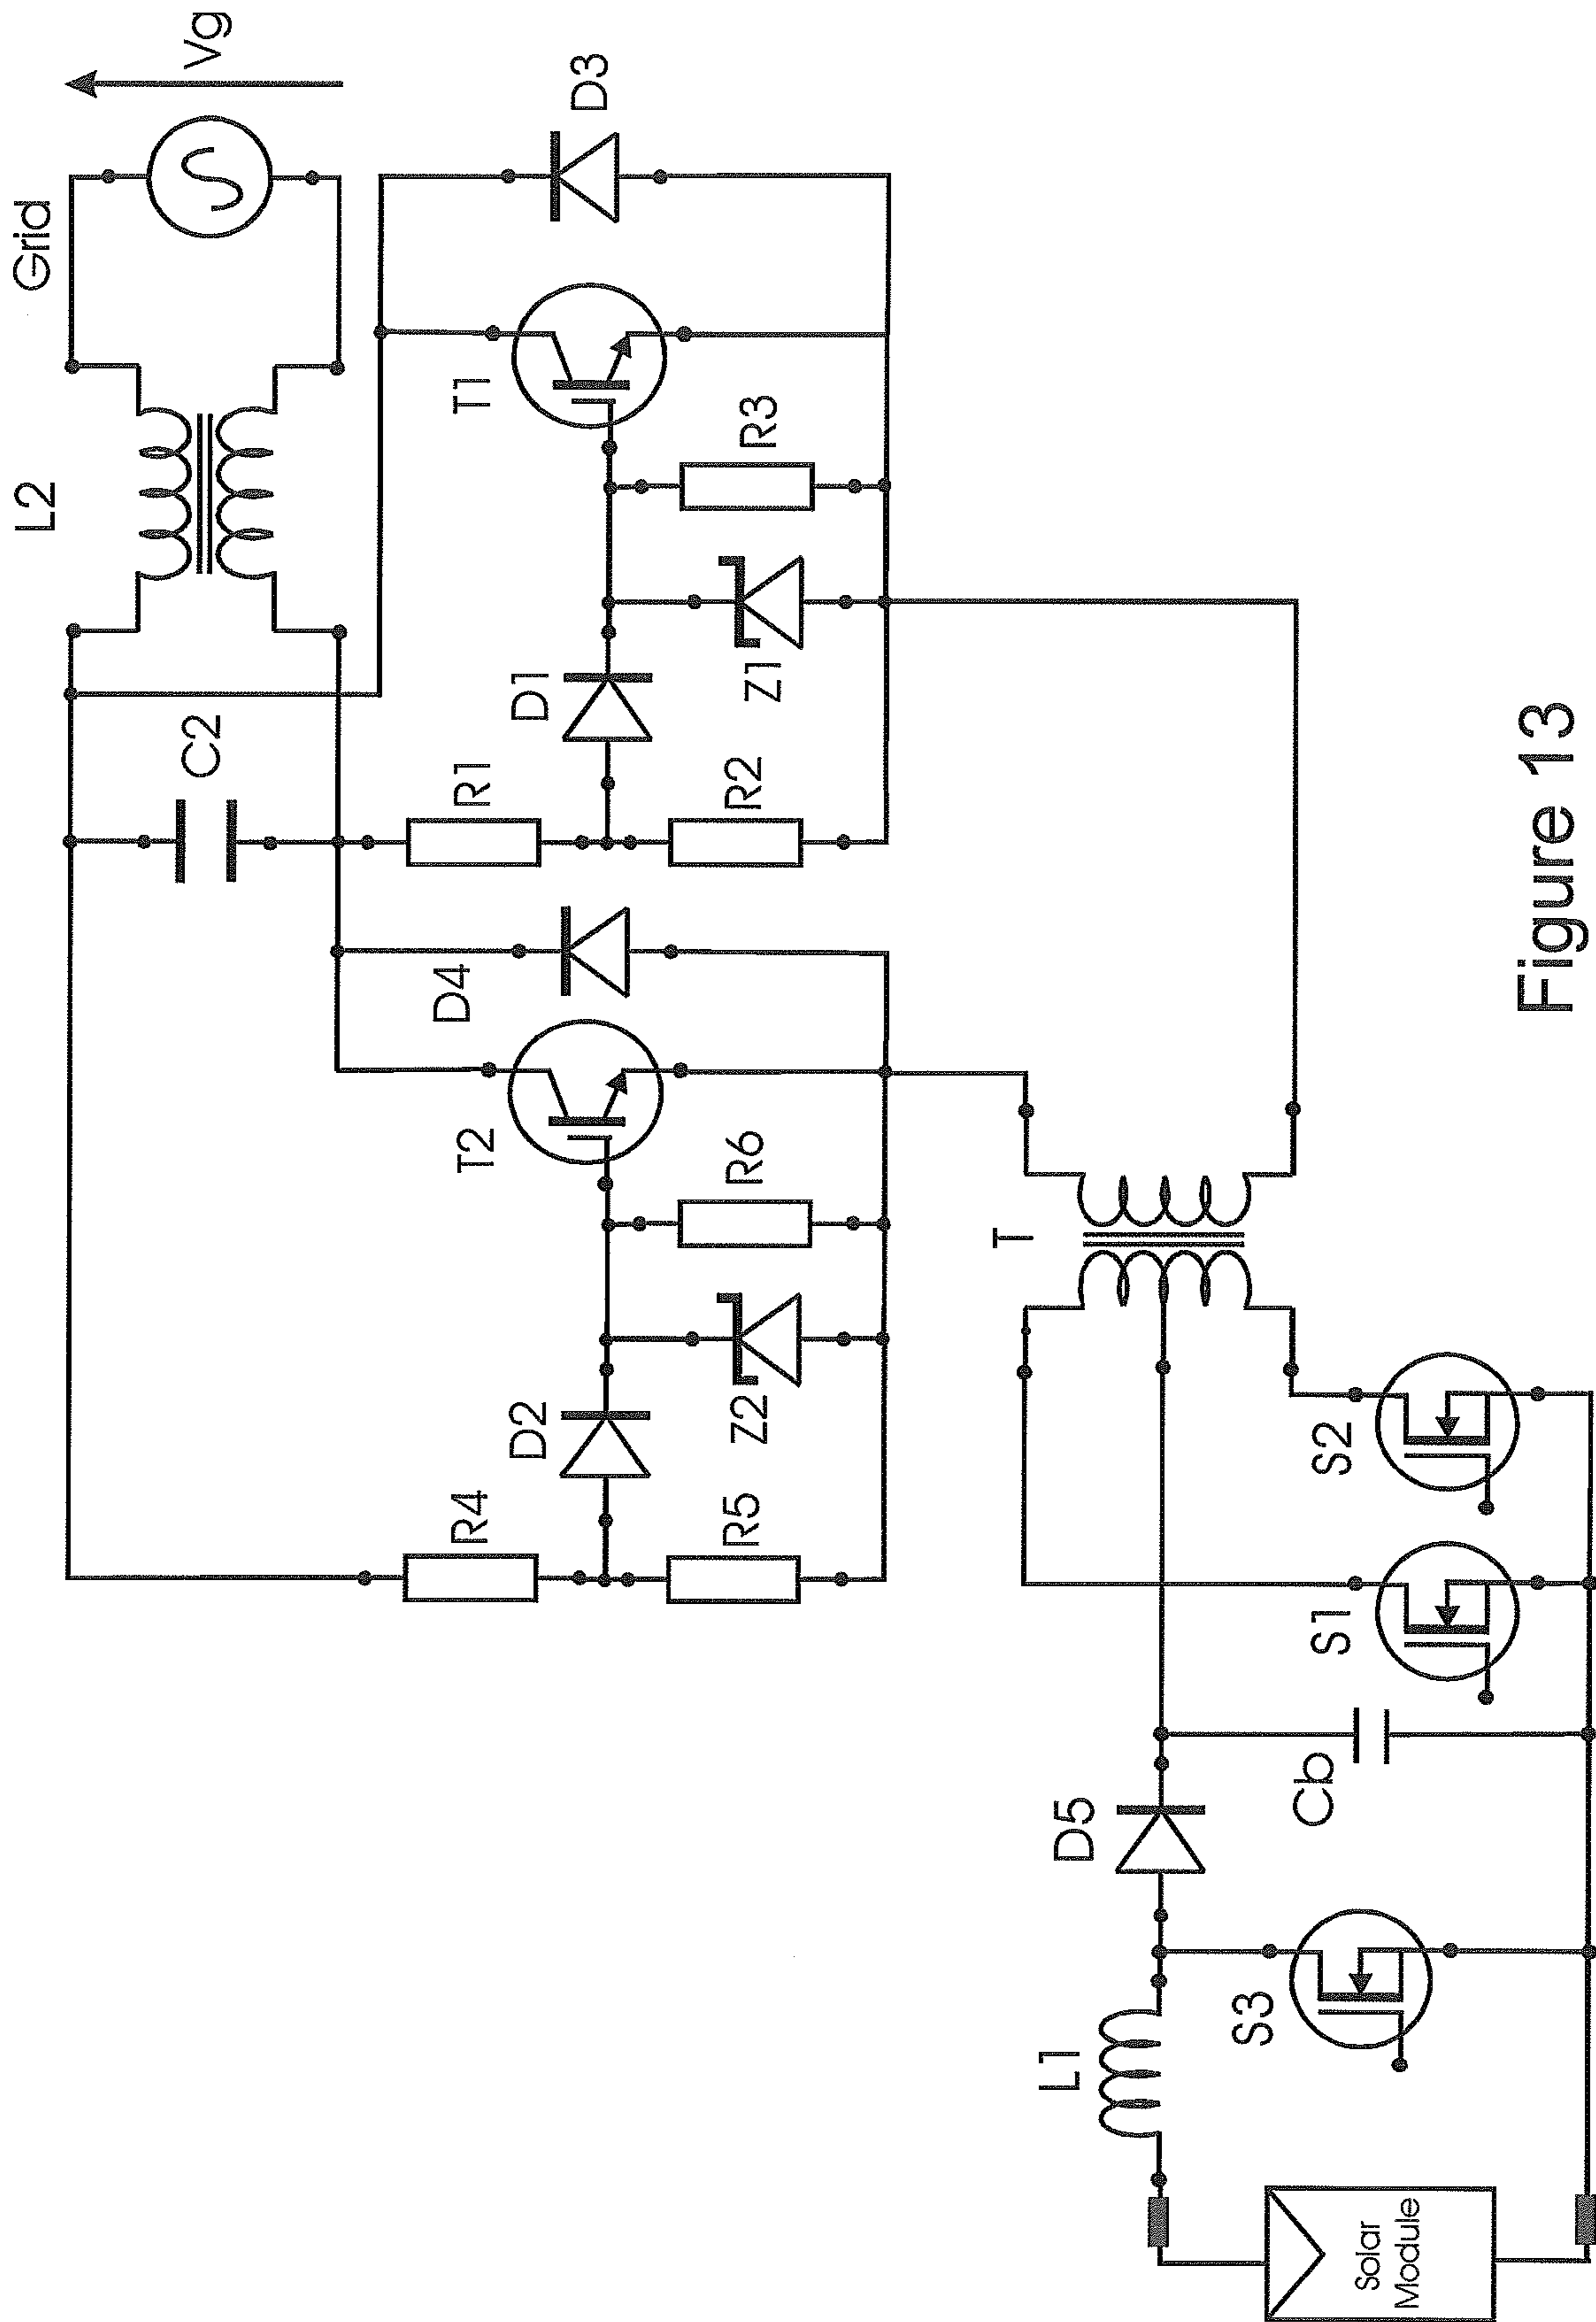 Grid
Vg
L2
C2
D3
T1
R3
D1
Z1
R1
R2
D4
T2
R6
D2
Z2
R4
R5
T
S2
S1
Cb
D5
S3
L1
Solar
Module
Figure 13